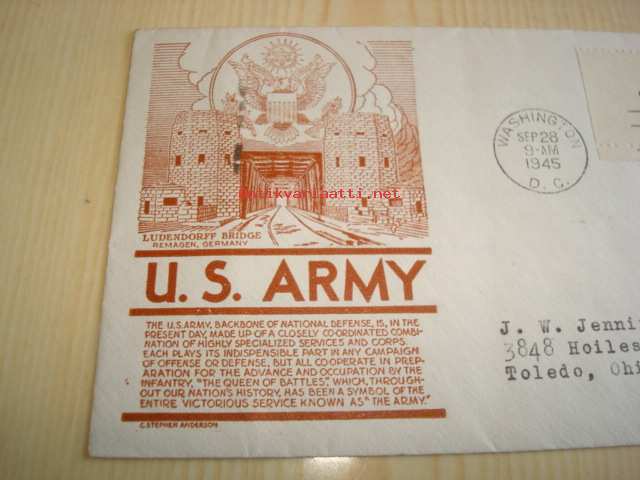 LUDENDORFF BRIDGE
REMAGEN, GERMANY
U. S. ARMY
THE U.S. ARMY, BACKBONE OF NATIONAL DEFENSE, IS, IN THE
PRESENT DAY, MADE UP OF A CLOSELY CO-ORDINATED COMBI-
NATION OF HIGHLY SPECIALIZED SERVICES AND CORPS.
EACH PLAYS ITS INDISPENSIBLE PART IN ANY CAMPAIGN
OF OFFENSE OR DEFENSE, BUT ALL CO-OPERATE IN PREP-
ARATION FOR THE ADVANCE AND OCCUPATION BY THE
INFANTRY, "THE QUEEN OF BATTLES", WHICH, THROUGH-
OUT OUR NATION'S HISTORY, HAS BEEN A SYMBOL OF THE
ENTIRE VICTORIOUS SERVICE KNOWN AS "THE ARMY."
C. STEPHEN ANDERSON
WASHINGTON
SEP 28
9-AM
1945
D. C.
J. W. Jenni
3848 Hoiles
Toledo, Ohi
antikvariaatti.net